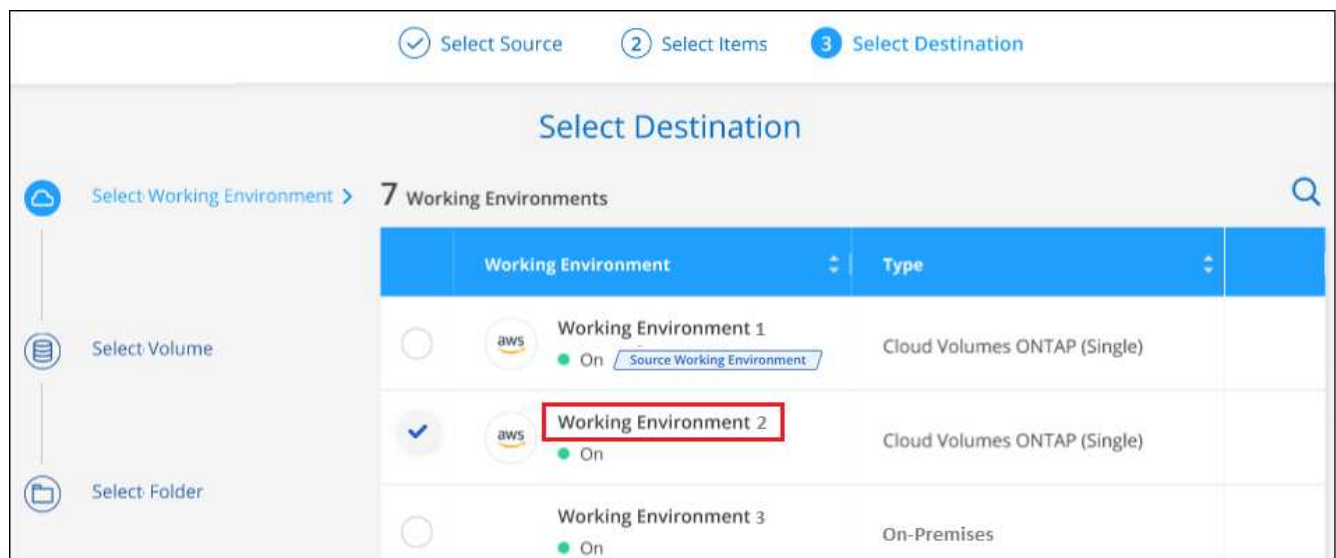 Select Source 2 Select Items 3 Select Destination
Select Destination
Select Working Environment >
7 Working Environments
Working Environment Type
aws Working Environment 1 Cloud Volumes ONTAP (Single)
On Source Working Environment
Select Volume
aws Working Environment 2 Cloud Volumes ONTAP (Single)
On
Select Folder
Working Environment 3 On-Premises
On